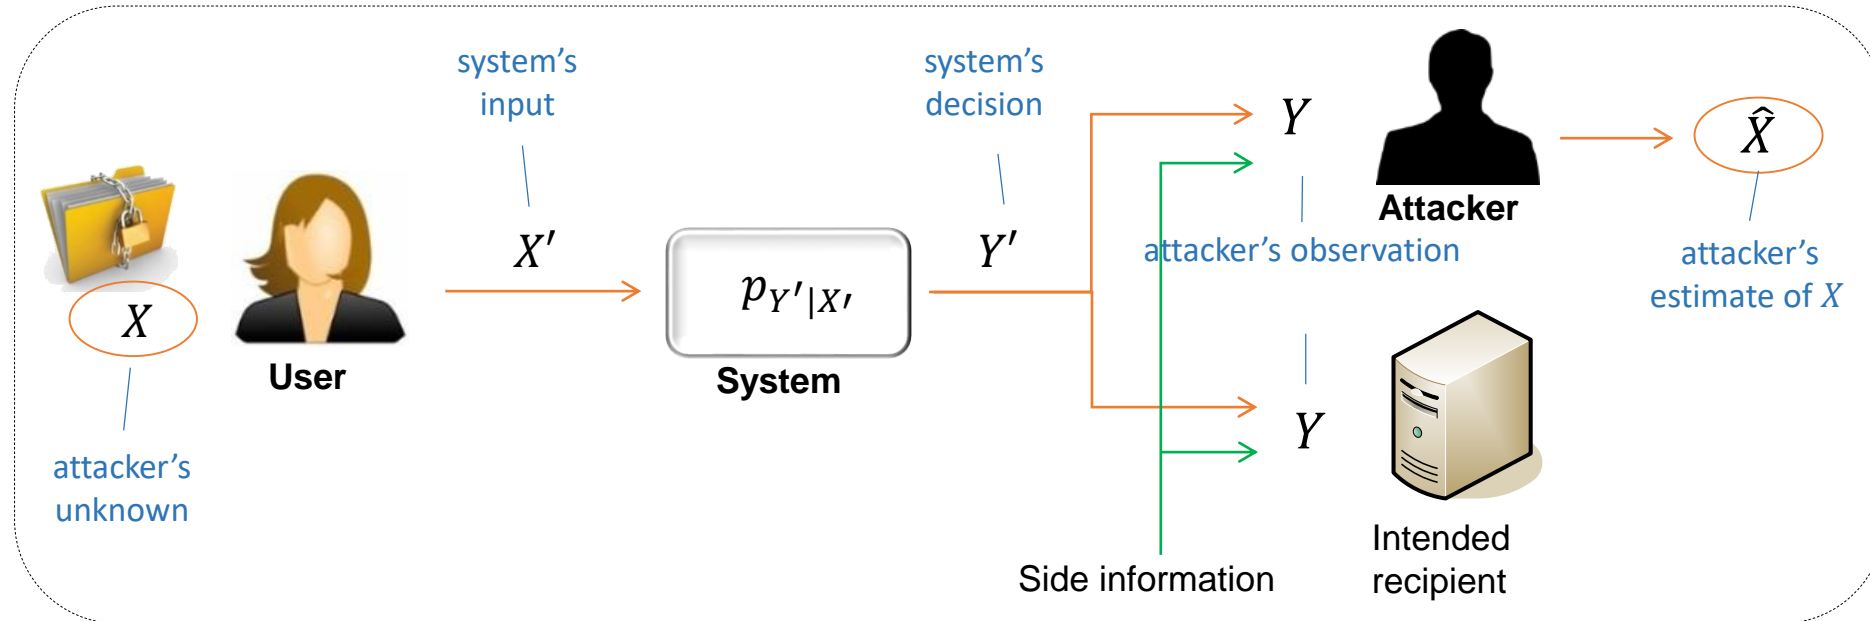 system’s
input
system’s
decision
Y
X̂
Attacker
X′
Y′
attacker’s observation
attacker’s
estimate of X
X
p_{Y′|X′}
User
System
Y
attacker’s
unknown
Side information
Intended
recipient